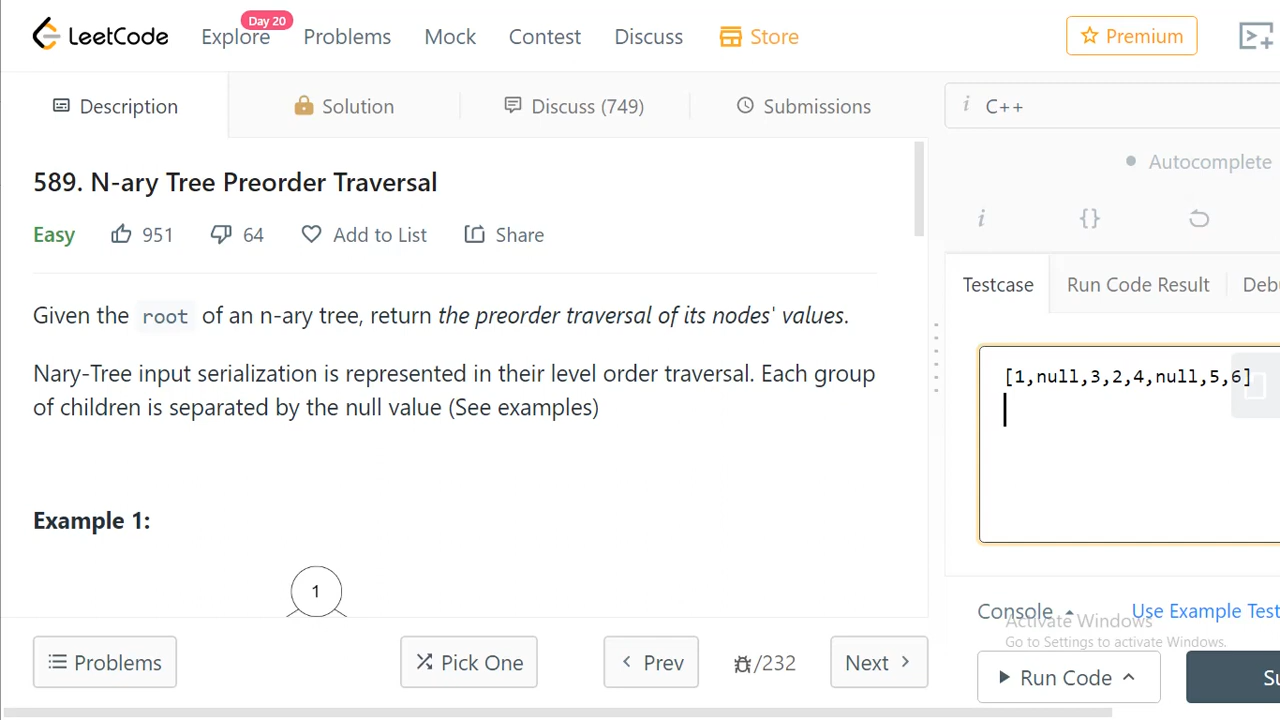 LeetCode
Explore
Day 20
Problems
Mock
Contest
Discuss
Store
Premium
Description
Solution
Discuss (749)
Submissions
i C++
Autocomplete
589. N-ary Tree Preorder Traversal
Easy
951
64
Add to List
Share
i {}
Given the root of an n-ary tree, return the preorder traversal of its nodes' values.
Nary-Tree input serialization is represented in their level order traversal. Each group
of children is separated by the null value (See examples)
Example 1:
1
Testcase
Run Code Result
[1,null,3,2,4,null,5,6]
Console
Use Example
Activate Windows
Go to Settings to activate Windows.
Problems
Pick One
Prev
/232
Next
Run Code